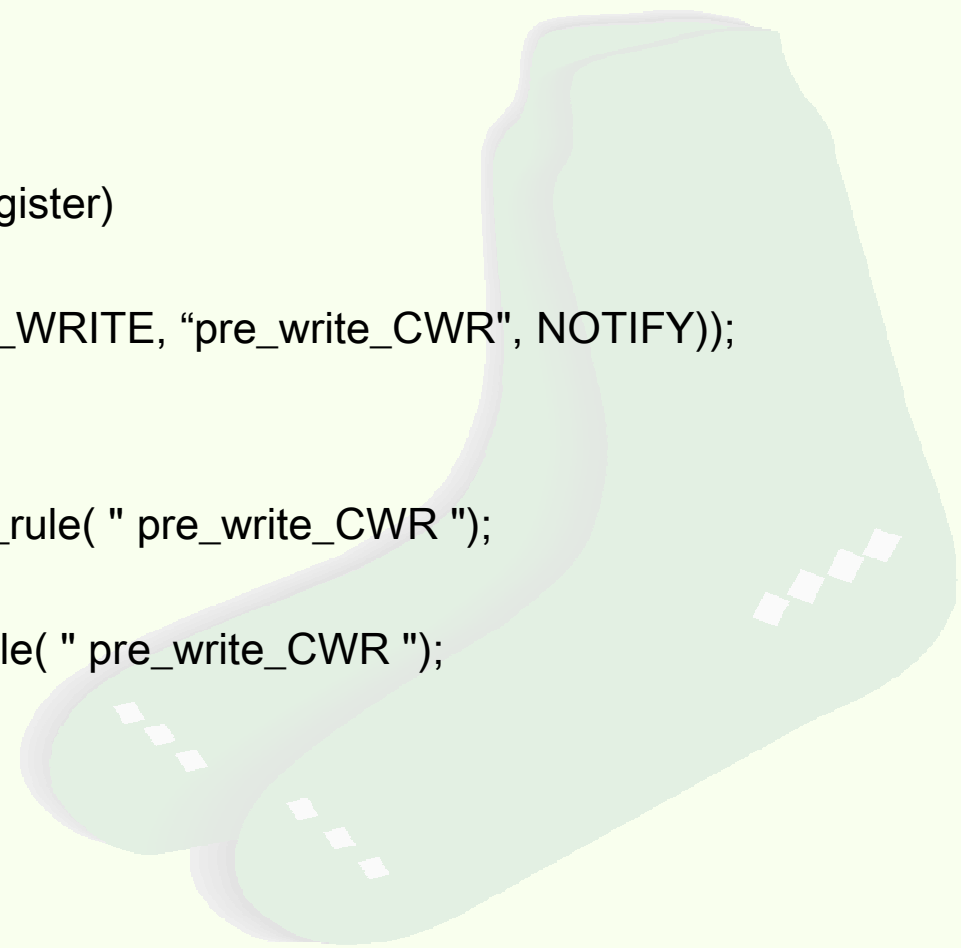 gister)
_WRITE, “pre_write_CWR", NOTIFY));
_rule( " pre_write_CWR ");
le( " pre_write_CWR ");